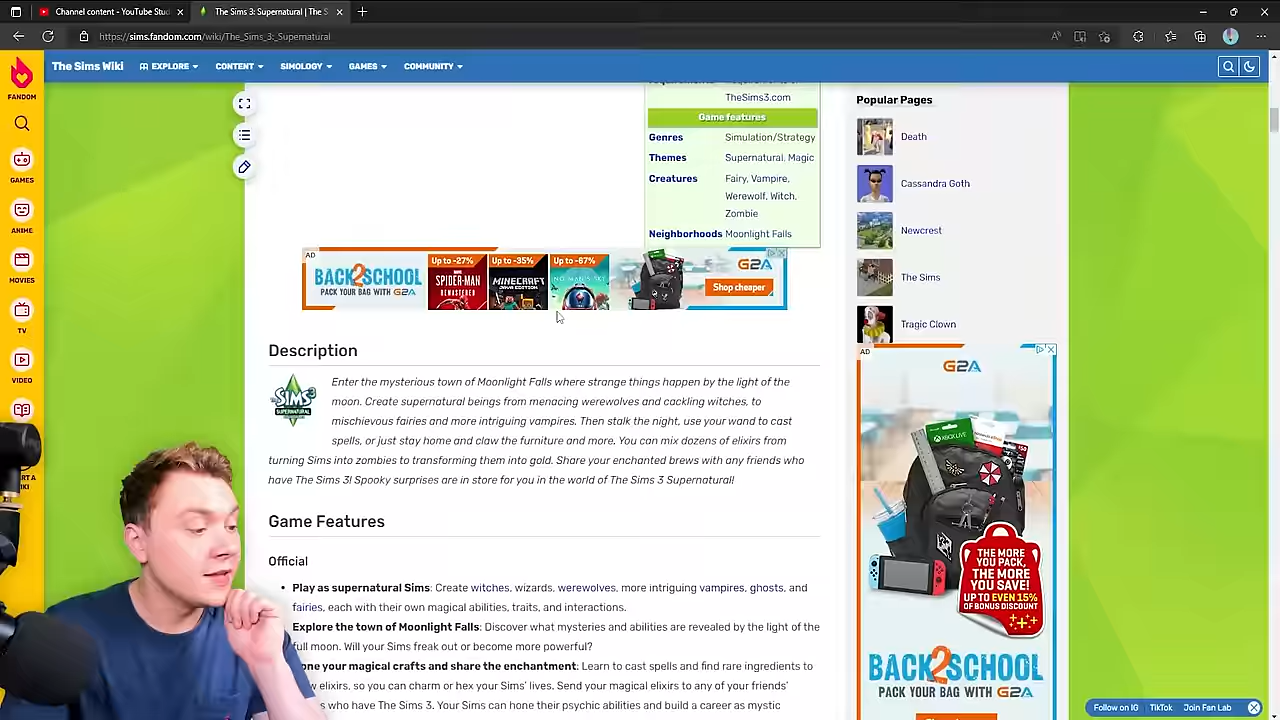 Channel content - YouTube Stud
The Sims 3: Supernatural | The S
https://sims.fandom.com/wiki/The_Sims_3:_Supernatural
The Sims Wiki
EXPLORE
CONTENT
SIMOLOGY
GAMES
COMMUNITY
FANDOM
GAMES
ANIME
MOVIES
TV
VIDEO
TheSims3.com
Game features
Genres Simulation/Strategy
Themes Supernatural, Magic
Creatures Fairy, Vampire,
Werewolf, Witch,
Zombie
Neighborhoods Moonlight Falls
AD
BACK2SCHOOL
PACK YOUR BAG WITH G2A
Up to -27%
SPIDER-MAN
REMASTERED
Up to -35%
MINECRAFT
Up to -67%
NO MAN'S SKY
G2A
Shop cheaper
Description
SIMS
SUPERNATURAL
Enter the mysterious town of Moonlight Falls where strange things happen by the light of the
moon. Create supernatural beings from menacing werewolves and cackling witches, to
mischievous fairies and more intriguing vampires. Then stalk the night, use your wand to cast
spells, or just stay home and claw the furniture and more. You can mix dozens of elixirs from
turning Sims into zombies to transforming them into gold. Share your enchanted brews with any friends who
have The Sims 3! Spooky surprises are in store for you in the world of The Sims 3 Supernatural!
Game Features
Official
Play as supernatural Sims: Create witches, wizards, werewolves, more intriguing vampires, ghosts, and
fairies, each with their own magical abilities, traits, and interactions.
the town of Moonlight Falls: Discover what mysteries and abilities are revealed by the light of the
full moon. Will your Sims freak out or become more powerful?
one your magical crafts and share the enchantment: Learn to cast spells and find rare ingredients to
w elixirs, so you can charm or hex your Sims' lives. Send your magical elixirs to any of your friends'
s who have The Sims 3. Your Sims can hone their psychic abilities and build a career as mystic
Popular Pages
Death
Cassandra Goth
Newcrest
The Sims
Tragic Clown
AD
G2A
XBOX LIVE
THE MORE
YOU PACK,
THE MORE
YOU SAVE!
UP TO EVEN 15%
OF BONUS DISCOUNT
BACK2SCHOOL
PACK YOUR BAG WITH G2A
Follow on IG
TikTok
Join Fan Lab